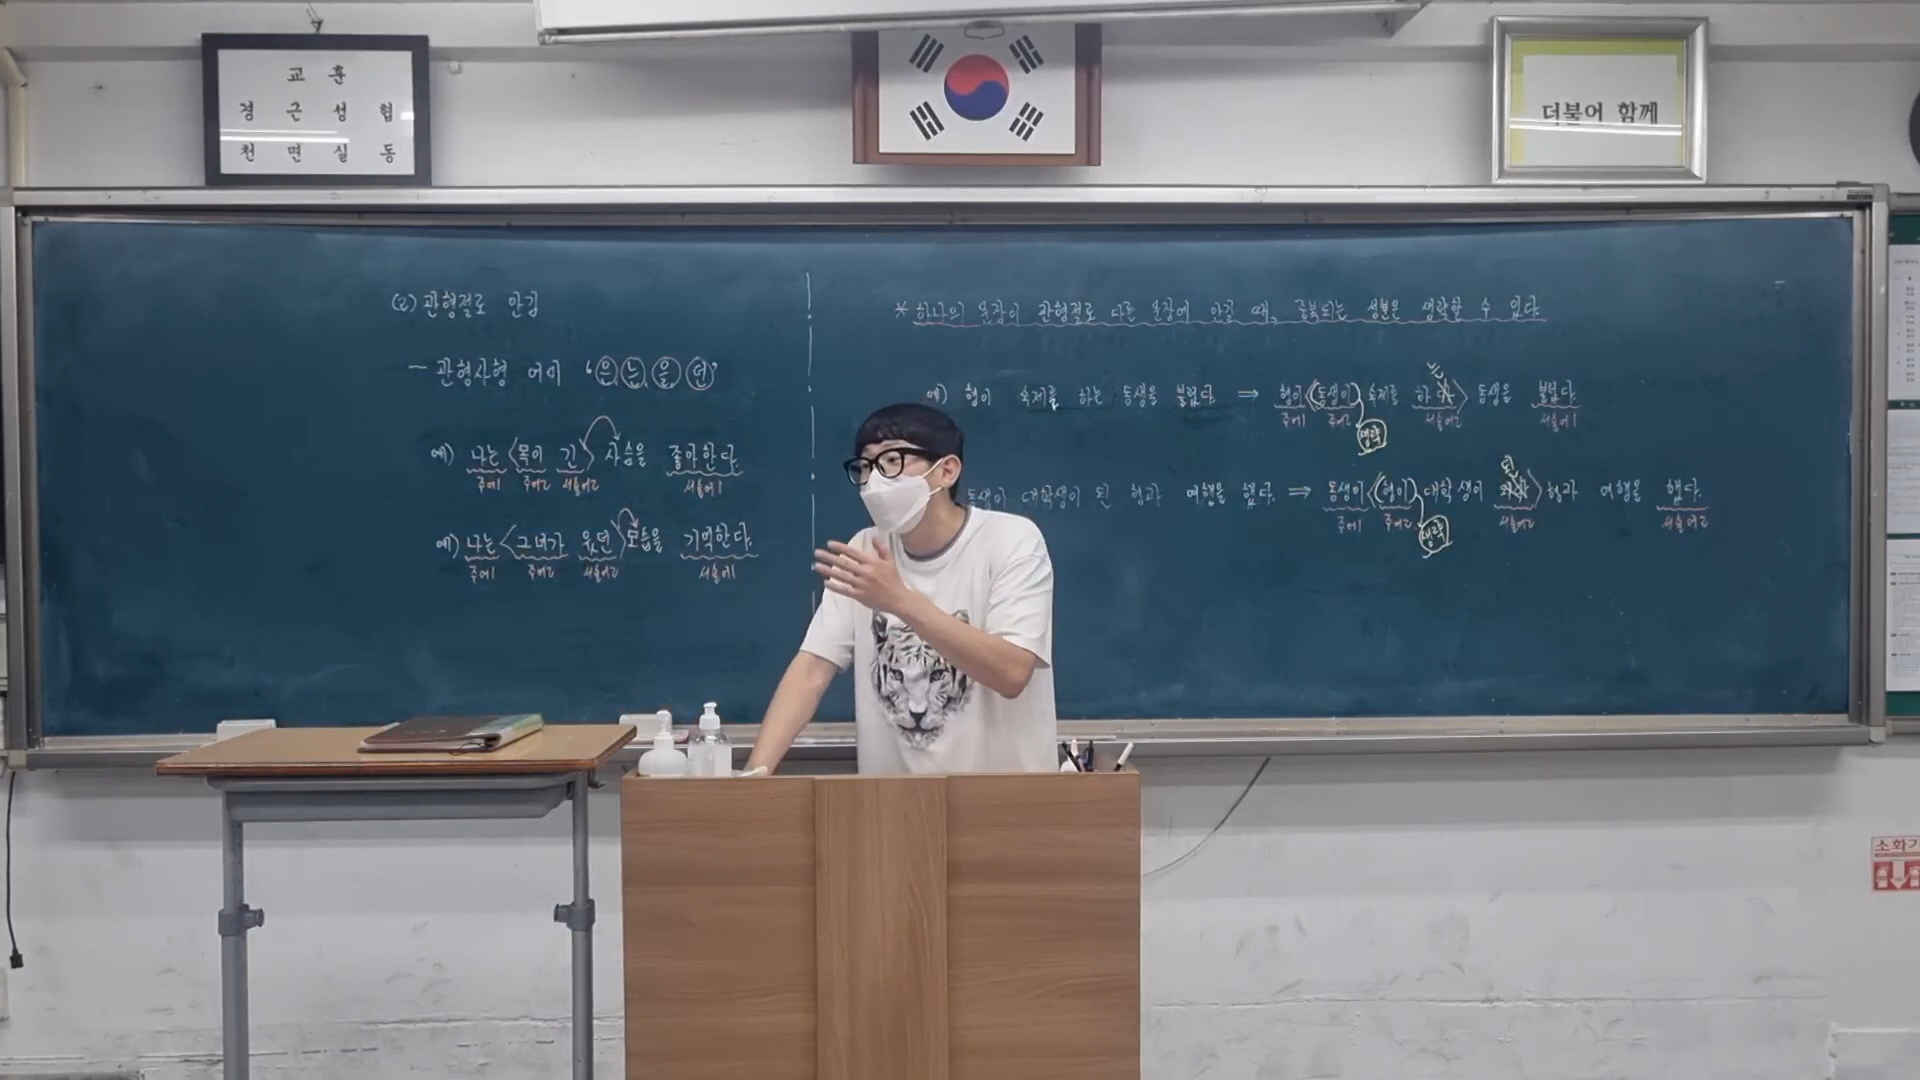 교 훈
경 근 성 협
천 면 실 동
더불어 함께
(2) 관형절로 안김
- 관형사형 어미 '은, 는, 을, 던'
예) 나는 <목이 긴> 사슴을 좋아한다.
주어1 주어2 서술어2 서술어1
예) 나는 <그녀가 웃던> 모습을 기억한다.
주어1 주어2 서술어2 서술어1
* 하나의 문장이 관형절로 다른 문장에 안길 때, 중복되는 성분은 생략할 수 있다.
는
예) 형이 숙제를 하는 동생을 불렀다. ⇒ 형이 <(동생이) 숙제를 하다> 동생을 불렀다.
주어1 주어2 서술어2 서술어1
생략
된
동생이 대학생이 된 형과 여행을 했다. ⇒ 동생이 <(형이) 대학생이> 형과 여행을 했다.
주어1 주어2 서술어2 서술어2
생략
소화기